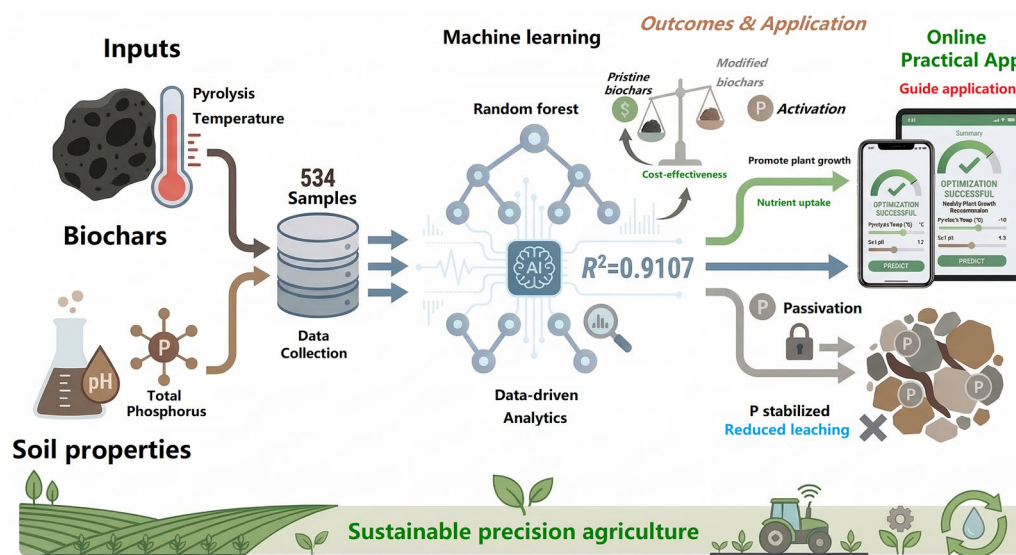 Inputs
Pyrolysis
Temperature
Biochars
pH
P
Total
Phosphorus
Soil properties
534
Samples
Data
Collection
Machine learning
Random forest
AI
R²=0.9107
Data-driven
Analytics
Outcomes & Application
Pristine
biochars
Modified
biochars
$
P Activation
Cost-effectiveness
Promote plant growth
Nutrient uptake
P Passivation
P stabilized
Reduced leaching
P
P
P
Online
Practical App
Guide application
Summary
OPTIMIZATION
SUCCESSFUL
PREDICT
OPTIMIZATION
SUCCESSFUL
PREDICT
Sustainable precision agriculture